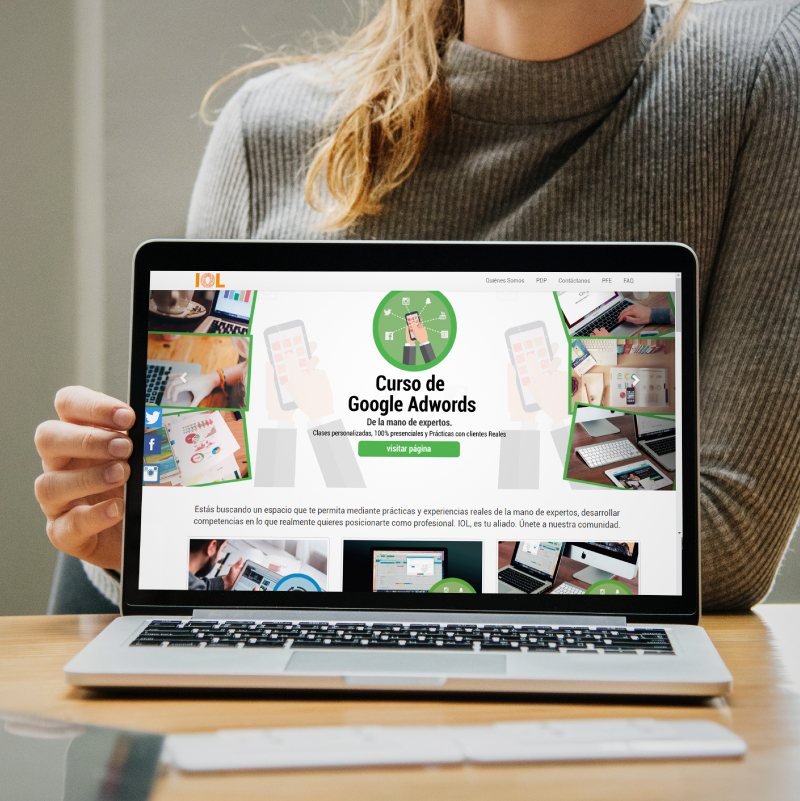 IOL
Quiénes Somos PDP Contáctanos PFE FAQ
Curso de
Google Adwords
De la mano de expertos.
Clases personalizadas, 100% presenciales y Prácticas con clientes Reales
visitar página
Estás buscando un espacio que te permita mediante prácticas y experiencias reales de la mano de expertos, desarrollar
competencias en lo que realmente quieres posicionarte como profesional. IOL, es tu aliado. Únete a nuestra comunidad.